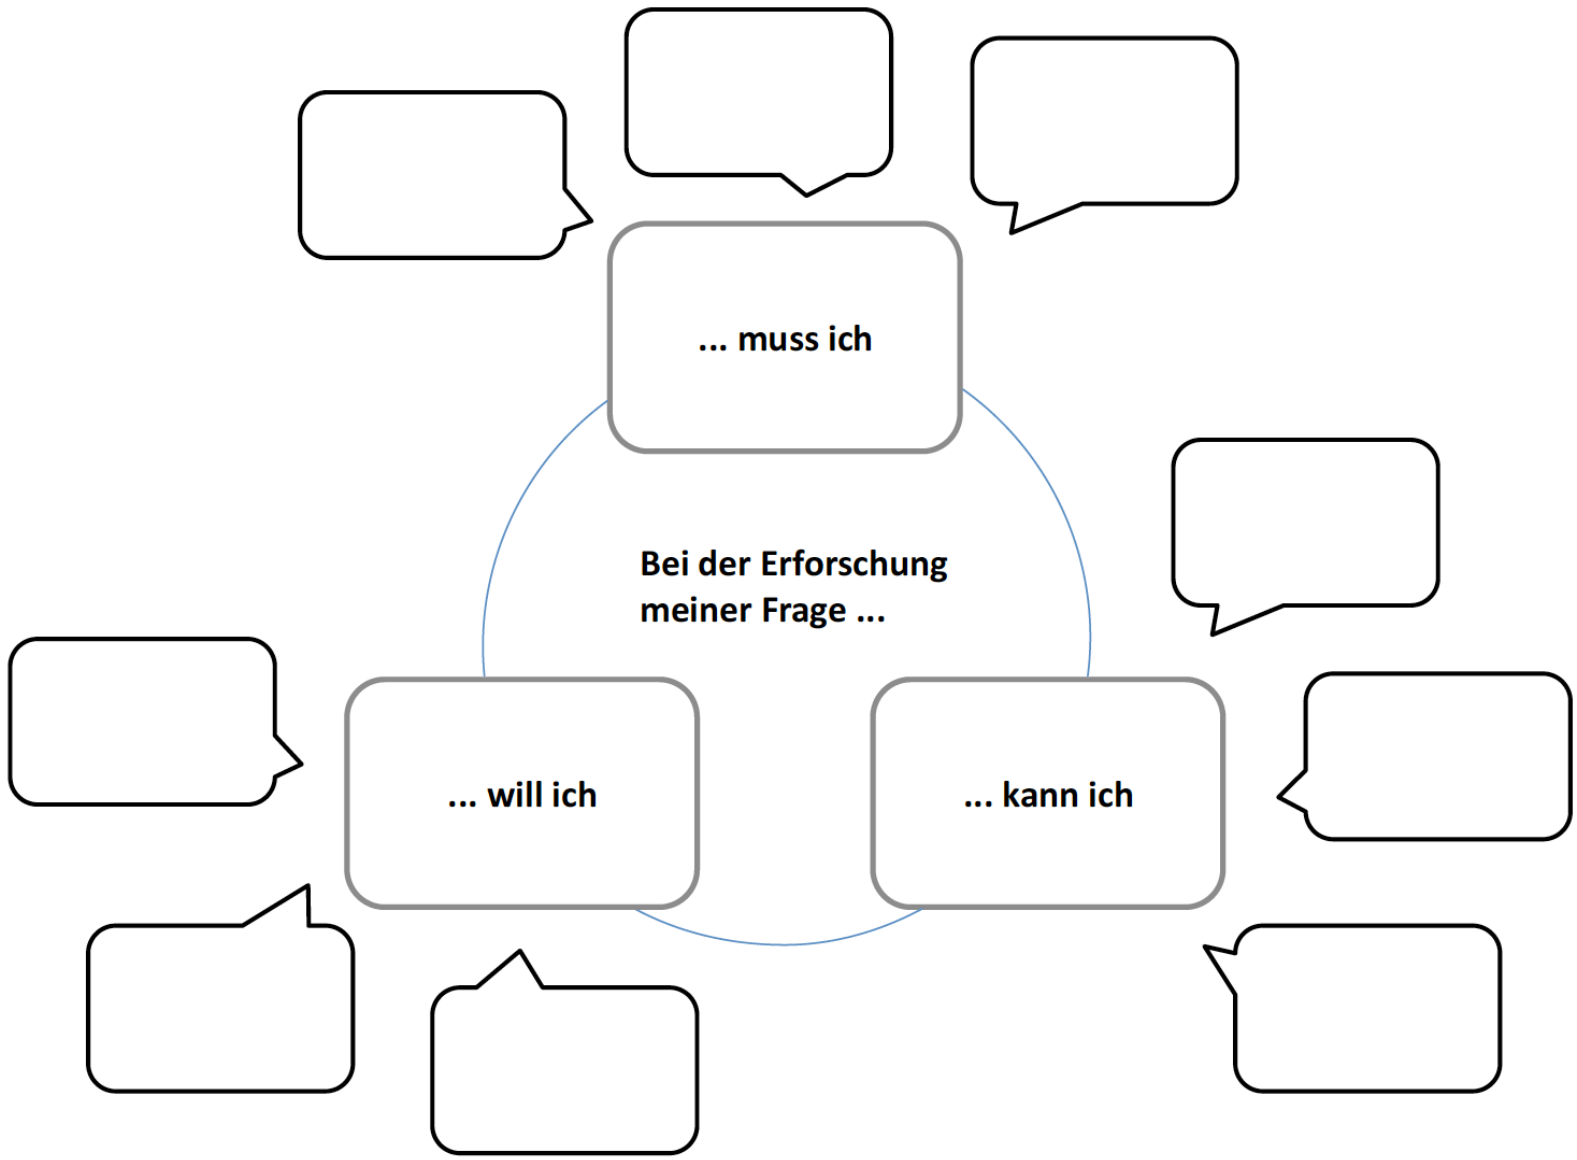 ... muss ich
Bei der Erforschung
meiner Frage ...
... will ich
... kann ich